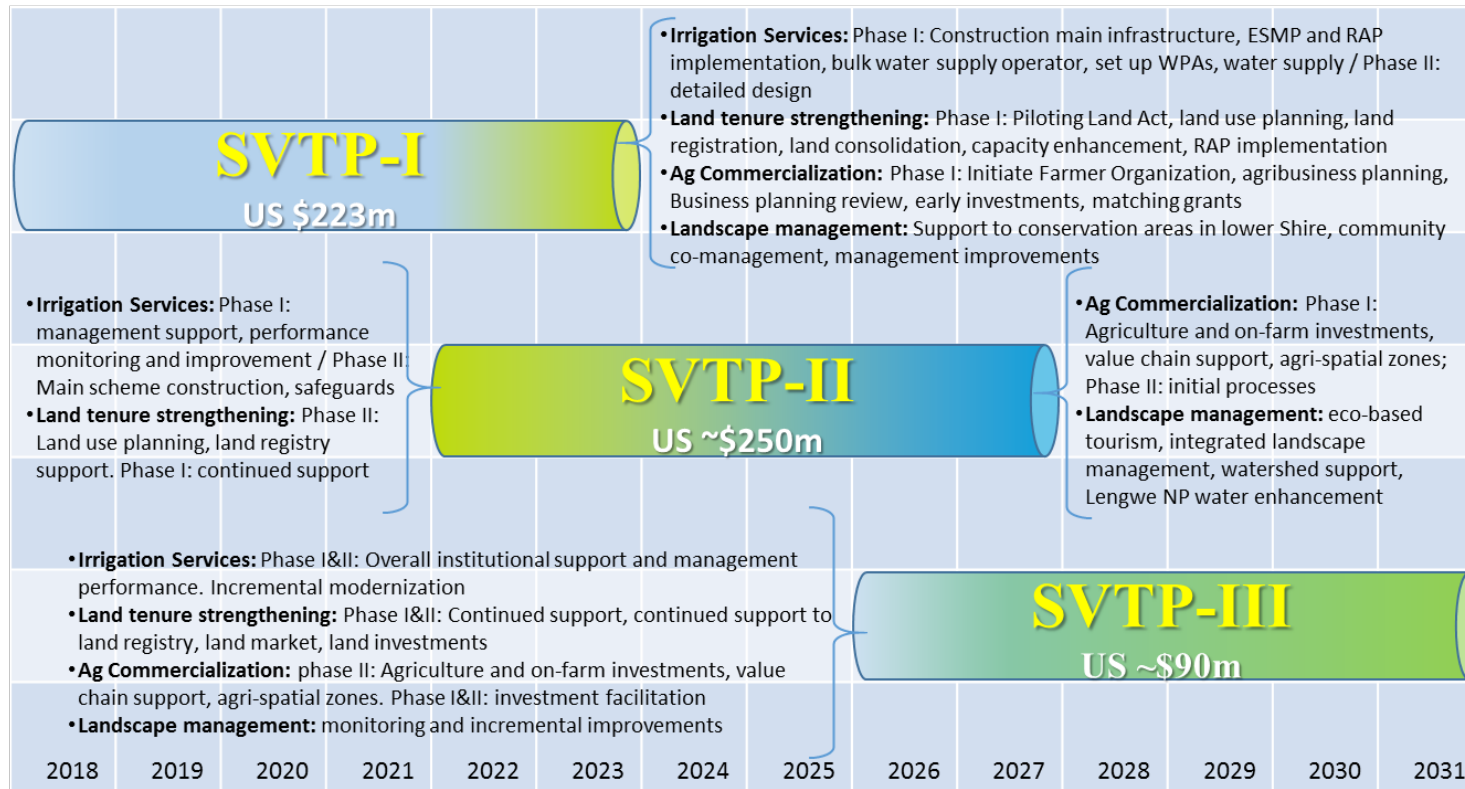 •Irrigation Services: Phase I: Construction main infrastructure, ESMP and RAP
implementation, bulk water supply operator, set up WPAs, water supply / Phase II:
detailed design
•Land tenure strengthening: Phase I: Piloting Land Act, land use planning, land
registration, land consolidation, capacity enhancement, RAP implementation
•Ag Commercialization: Phase I: Initiate Farmer Organization, agribusiness planning,
Business planning review, early investments, matching grants
•Landscape management: Support to conservation areas in lower Shire, community
co-management, management improvements
SVTP-I
US $223m
•Irrigation Services: Phase I:
management support, performance
monitoring and improvement / Phase II:
Main scheme construction, safeguards
•Land tenure strengthening: Phase II:
Land use planning, land registry
support. Phase I: continued support
SVTP-II
US ~$250m
•Ag Commercialization: Phase I:
Agriculture and on-farm investments,
value chain support, agri-spatial zones;
Phase II: initial processes
•Landscape management: eco-based
tourism, integrated landscape
management, watershed support,
Lengwe NP water enhancement
•Irrigation Services: Phase I&II: Overall institutional support and management
performance. Incremental modernization
•Land tenure strengthening: Phase I&II: Continued support, continued support to
land registry, land market, land investments
•Ag Commercialization: phase II: Agriculture and on-farm investments, value
chain support, agri-spatial zones. Phase I&II: investment facilitation
•Landscape management: monitoring and incremental improvements
SVTP-III
US ~$90m
2018 2019 2020 2021 2022 2023 2024 2025 2026 2027 2028 2029 2030 2031